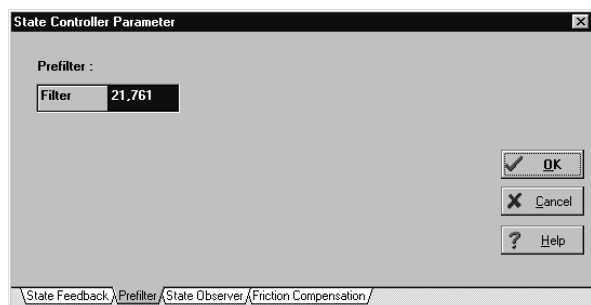 State Controller Parameter
Prefilter :
Filter 21,761
OK
Cancel
Help
State Feedback Prefilter State Observer Friction Compensation